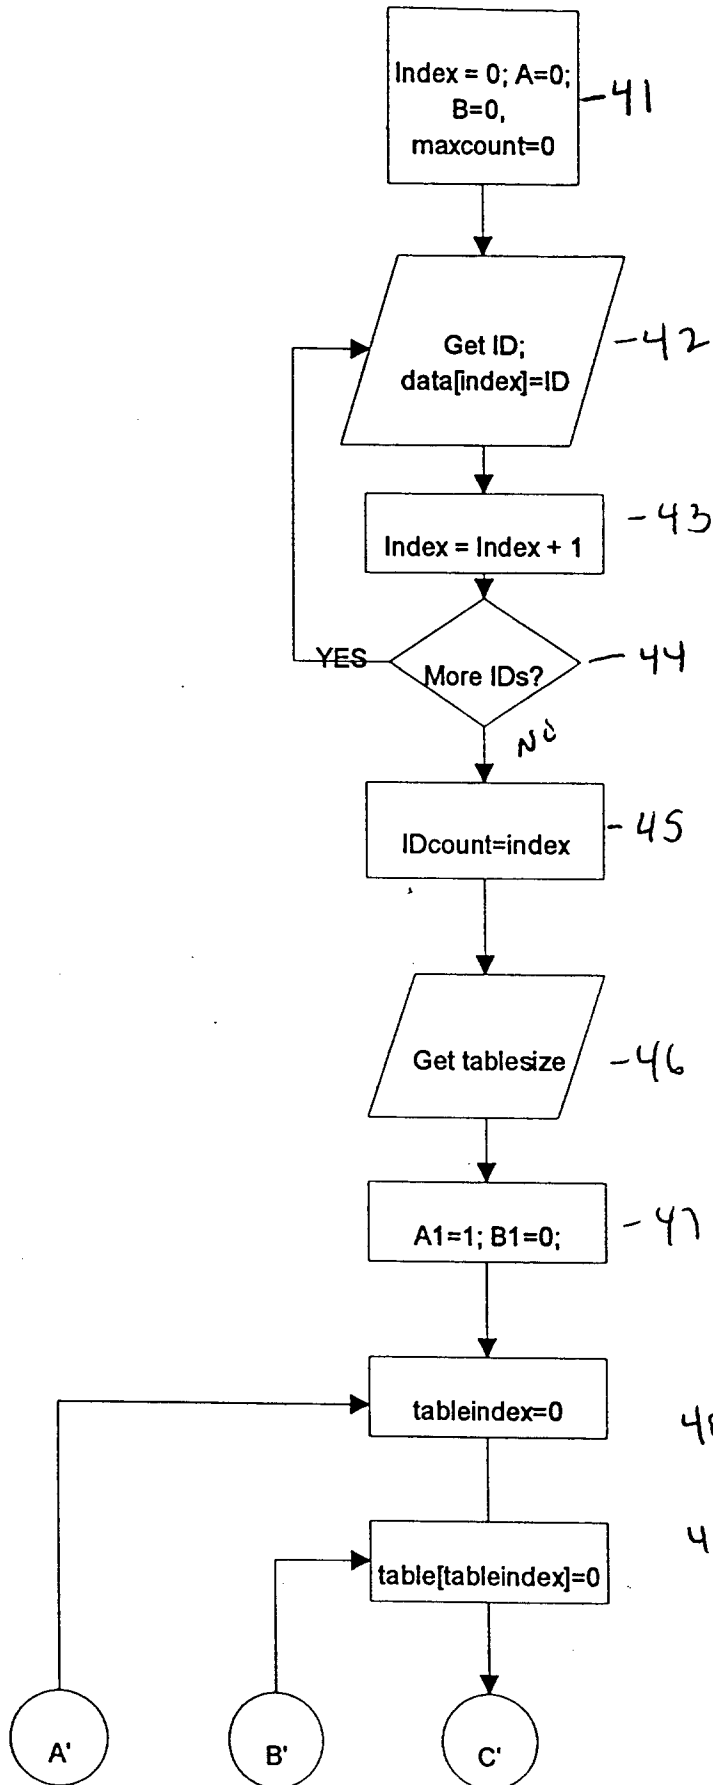 Index = 0; A=0;
B=0,
maxcount=0
-41
Get ID;
data[index]=ID
-42
Index = Index + 1
-43
YES
More IDs?
-44
NO
IDcount=index
-45
Get tablesize
-46
A1=1; B1=0;
-47
tableindex=0
table[tableindex]=0
A'
B'
C'